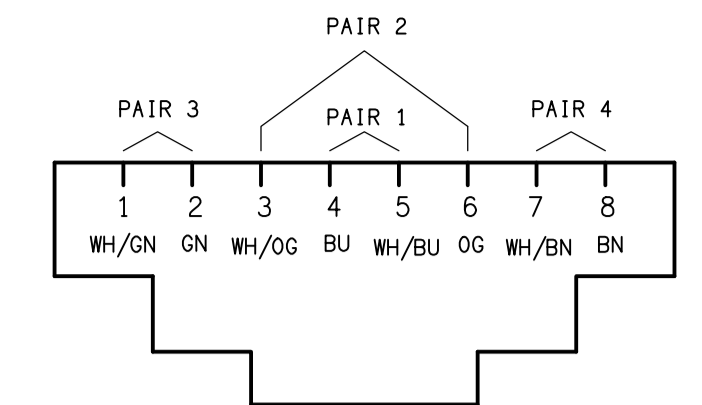 PAIR 2
PAIR 3 PAIR 1 PAIR 4
1 2 3 4 5 6 7 8
WH/GN GN WH/OG BU WH/BU OG WH/BN BN